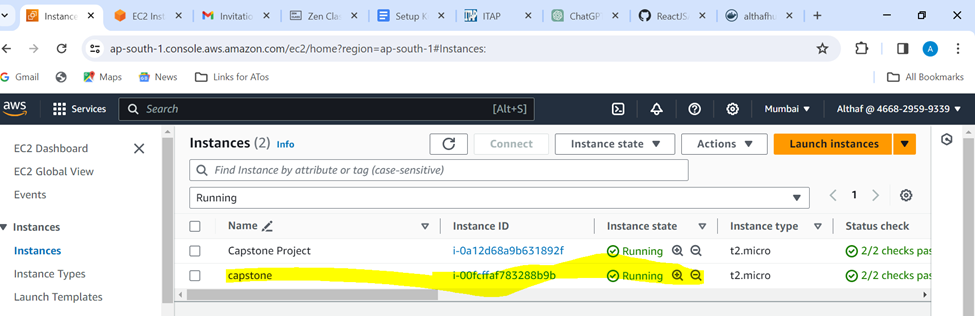 Instanc
EC2 Inst
Invitatio
Zen Clar
Setup K
ITAP
ChatGP
ReactJS
althafhu
ap-south-1.console.aws.amazon.com/ec2/home?region=ap-south-1#Instances:
A
Gmail
Maps
News
Links for ATos
All Bookmarks
aws
Services
Search
[Alt+S]
Mumbai
Althaf @ 4668-2959-9339
EC2 Dashboard
EC2 Global View
Events
Instances
Instances
Instance Types
Launch Templates
Instances (2) Info
Connect
Instance state
Actions
Launch instances
Find Instance by attribute or tag (case-sensitive)
Running
1
Name Instance ID Instance state Instance type Status check
Capstone Project i-0a12d68a9b631892f Running t2.micro 2/2 checks pas
capstone i-00fcffaf783288b9b Running t2.micro 2/2 checks pas